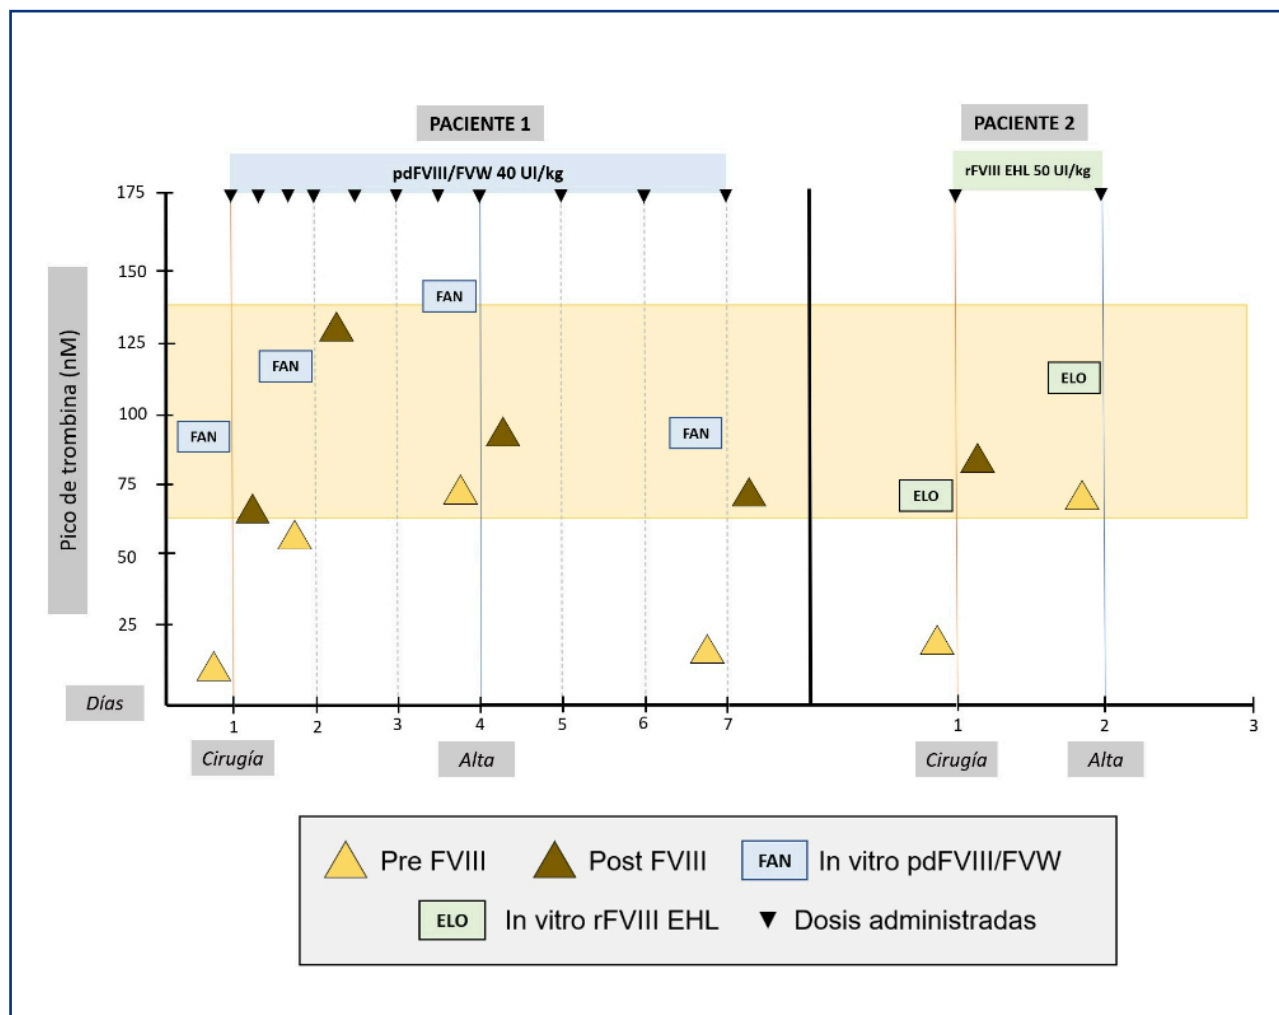 PACIENTE 1
PACIENTE 2
pdFVIII/FVW 40 UI/kg
rFVIII EHL 50 UI/kg
Pico de trombina (nM)
175
150
125
100
75
50
25
FAN
FAN
FAN
FAN
ELO
ELO
Días
1 2 3 4 5 6 7 1 2 3
Cirugía
Alta
Cirugía
Alta
Pre FVIII
Post FVIII
FAN In vitro pdFVIII/FVW
ELO In vitro rFVIII EHL
Dosis administradas